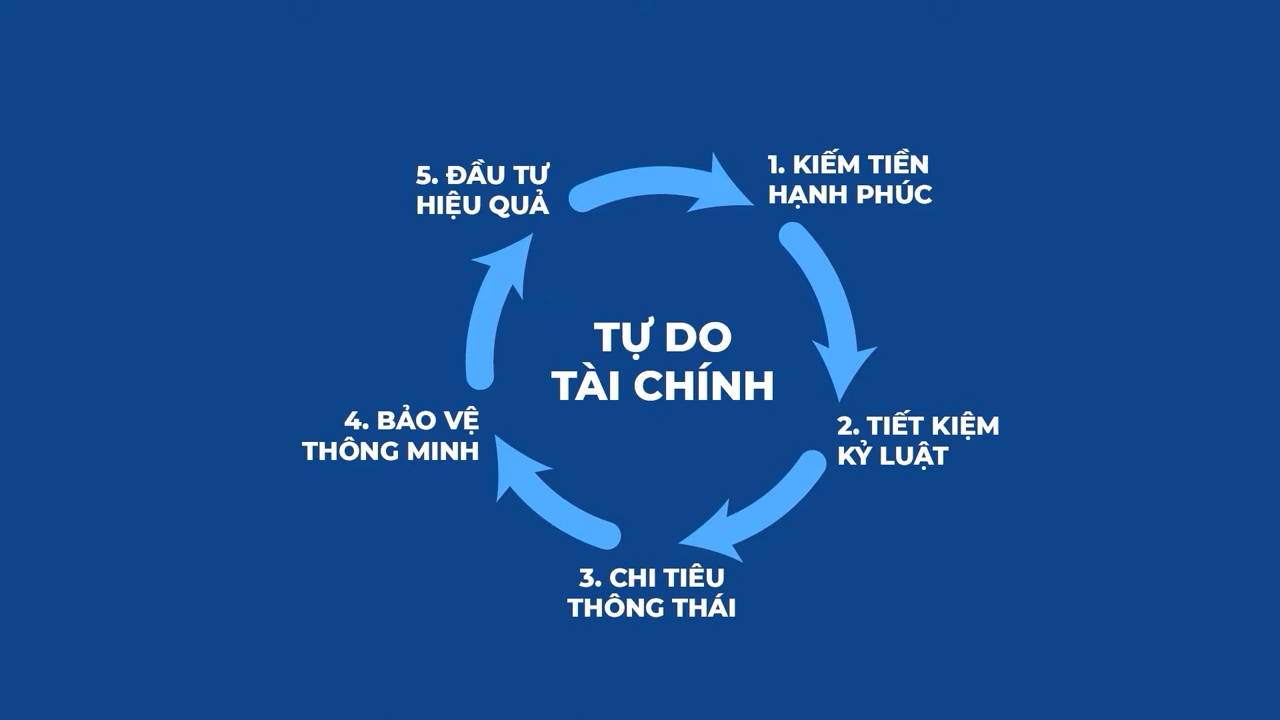 1. KIẾM TIỀN
HẠNH PHÚC
2. TIẾT KIỆM
KỶ LUẬT
3. CHI TIÊU
THÔNG THÁI
4. BẢO VỆ
THÔNG MINH
5. ĐẦU TƯ
HIỆU QUẢ
TỰ DO
TÀI CHÍNH